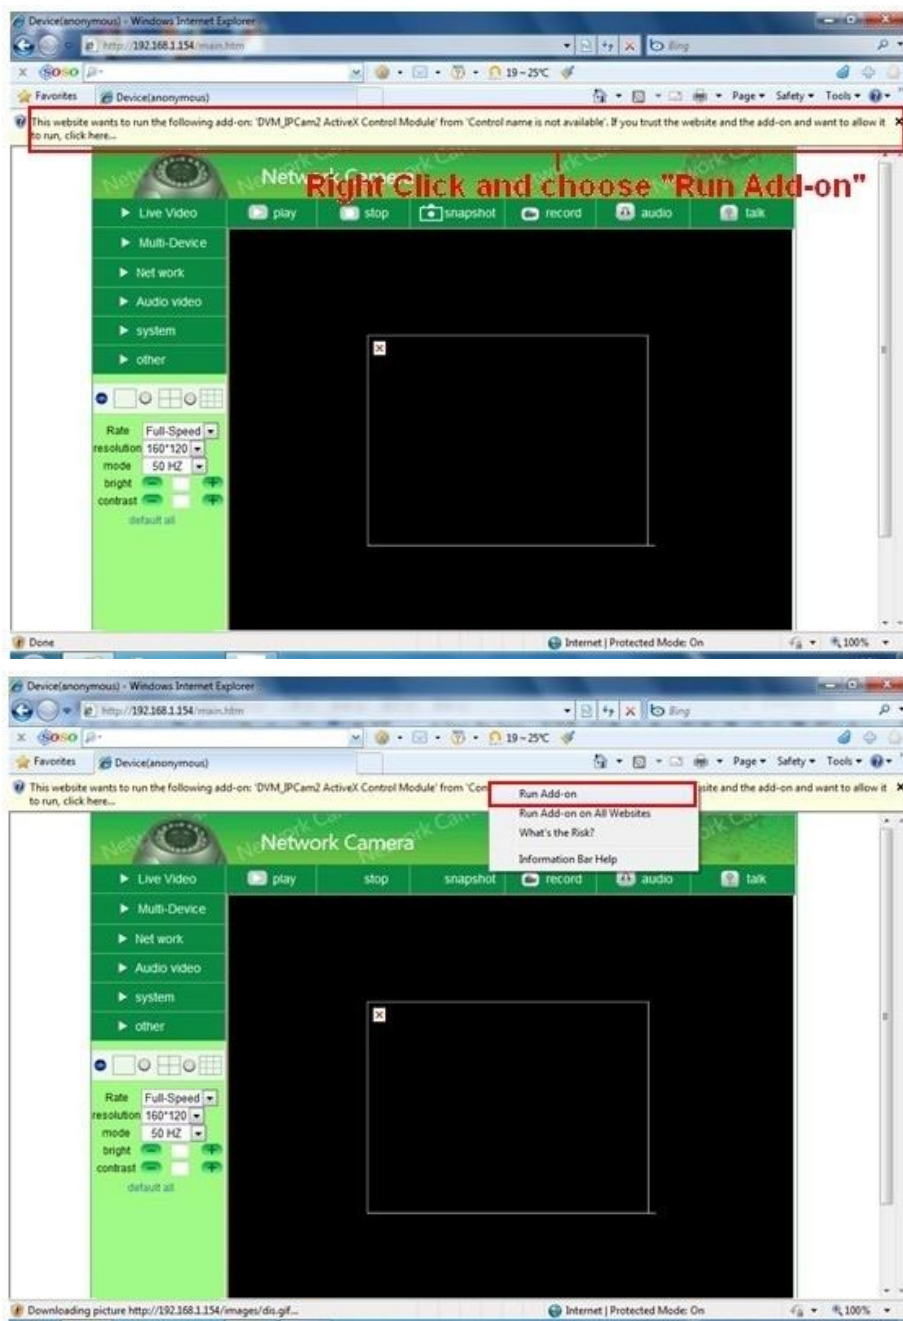 Device(anonymous) - Windows Internet Explorer
http://192.168.1.154/main.htm
Bing
SOSO
19~25℃
Favorites
Device(anonymous)
Page
Safety
Tools
This website wants to run the following add-on: 'DVM_IPCam2 ActiveX Control Module' from 'Control name is not available'. If you trust the website and the add-on and want to allow it
to run, click here...
Network Camera
Right Click and choose "Run Add-on"
Live Video
play
stop
snapshot
record
audio
talk
Multi-Device
Net work
Audio video
system
other
Rate Full-Speed
resolution 160*120
mode 50 HZ
bright
contrast
default all
Done
Internet | Protected Mode: On
100%
Device(anonymous) - Windows Internet Explorer
http://192.168.1.154/main.htm
Bing
SOSO
19~25℃
Favorites
Device(anonymous)
Page
Safety
Tools
This website wants to run the following add-on: 'DVM_IPCam2 ActiveX Control Module' from 'Con
site and the add-on and want to allow it
to run, click here...
Run Add-on
Run Add-on on All Websites
What's the Risk?
Information Bar Help
Network Camera
Live Video
play
stop
snapshot
record
audio
talk
Multi-Device
Net work
Audio video
system
other
Rate Full-Speed
resolution 160*120
mode 50 HZ
bright
contrast
default all
Downloading picture http://192.168.1.154/images/dis.gif...
Internet | Protected Mode: On
100%